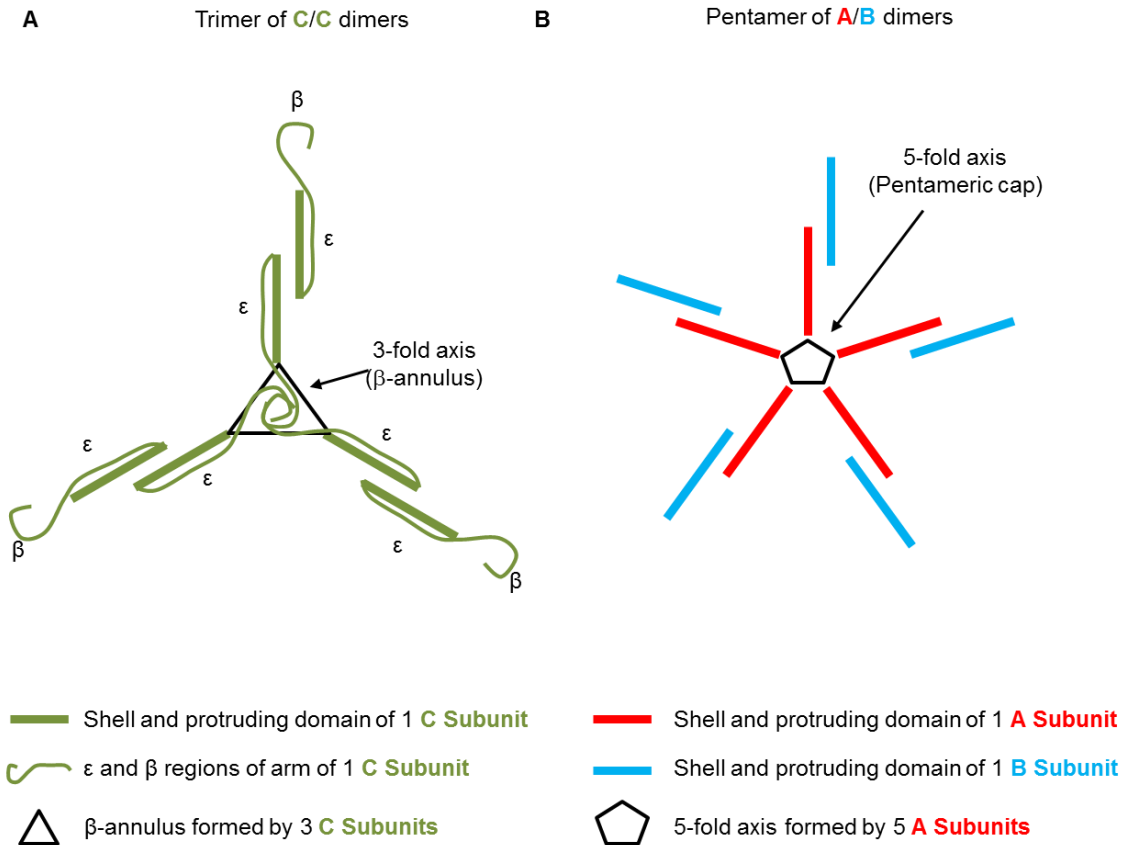 A
Trimer of C/C dimers
β
ε
ε
3-fold axis
(β-annulus)
ε
ε
ε
ε
β
β
B
Pentamer of A/B dimers
5-fold axis
(Pentameric cap)
Shell and protruding domain of 1 C Subunit
ε and β regions of arm of 1 C Subunit
β-annulus formed by 3 C Subunits
Shell and protruding domain of 1 A Subunit
Shell and protruding domain of 1 B Subunit
5-fold axis formed by 5 A Subunits